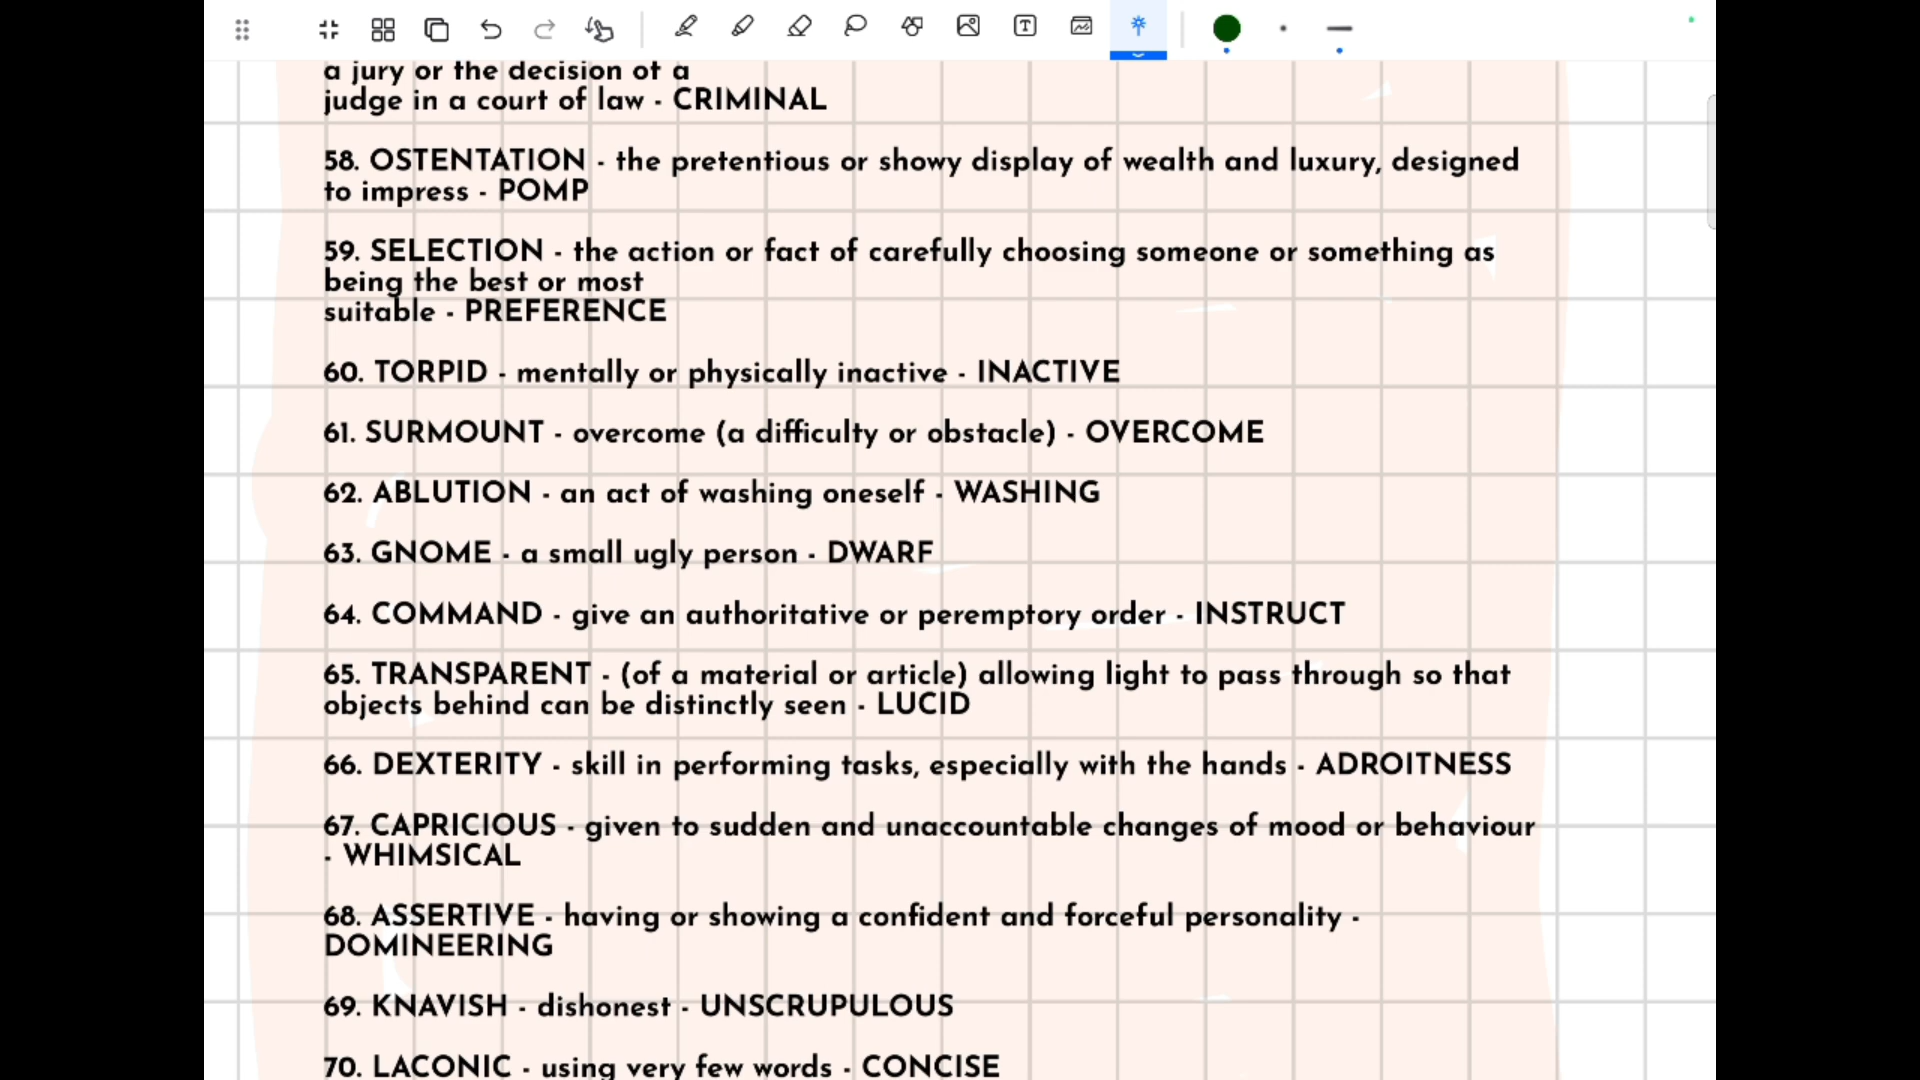 a jury or the decision of a
judge in a court of law - CRIMINAL
58. OSTENTATION - the pretentious or showy display of wealth and luxury, designed
to impress - POMP
59. SELECTION - the action or fact of carefully choosing someone or something as
being the best or most
suitable - PREFERENCE
60. TORPID - mentally or physically inactive - INACTIVE
61. SURMOUNT - overcome (a difficulty or obstacle) - OVERCOME
62. ABLUTION - an act of washing oneself - WASHING
63. GNOME - a small ugly person - DWARF
64. COMMAND - give an authoritative or peremptory order - INSTRUCT
65. TRANSPARENT - (of a material or article) allowing light to pass through so that
objects behind can be distinctly seen - LUCID
66. DEXTERITY - skill in performing tasks, especially with the hands - ADROITNESS
67. CAPRICIOUS - given to sudden and unaccountable changes of mood or behaviour
- WHIMSICAL
68. ASSERTIVE - having or showing a confident and forceful personality -
DOMINEERING
69. KNAVISH - dishonest - UNSCRUPULOUS
70. LACONIC - using very few words - CONCISE